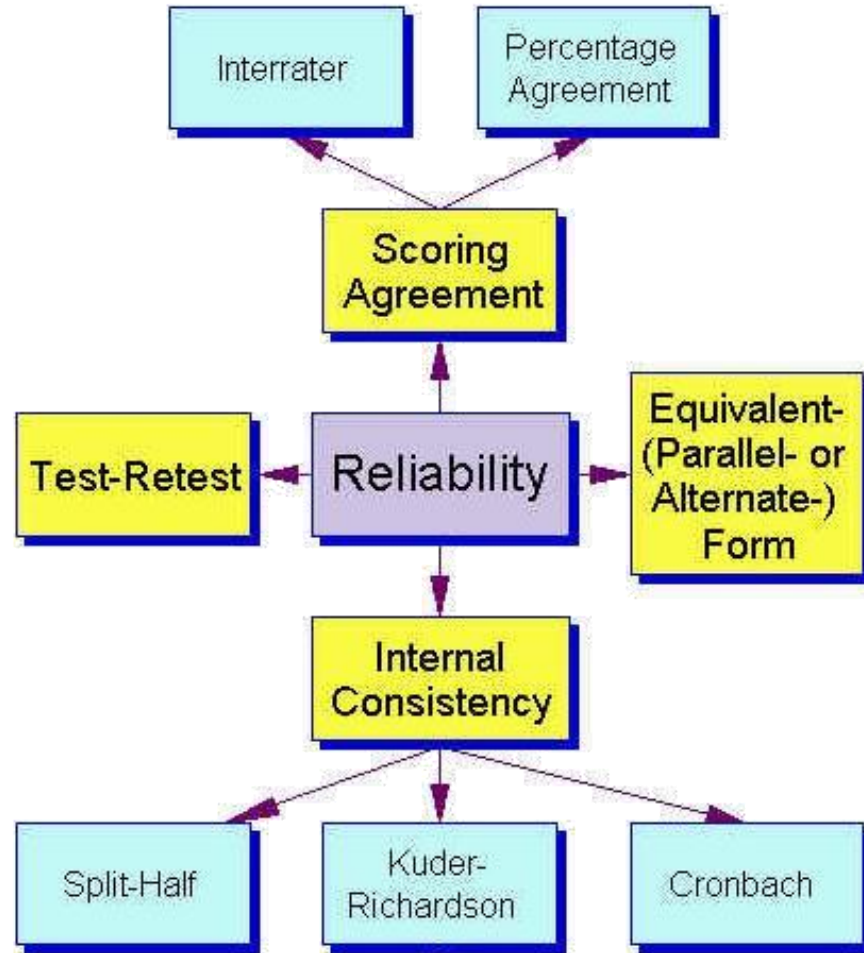 Interrater
Percentage
Agreement
Scoring
Agreement
Test-Retest
Reliability
Equivalent-
(Parallel- or
Alternate-)
Form
Internal
Consistency
Split-Half
Kuder-
Richardson
Cronbach